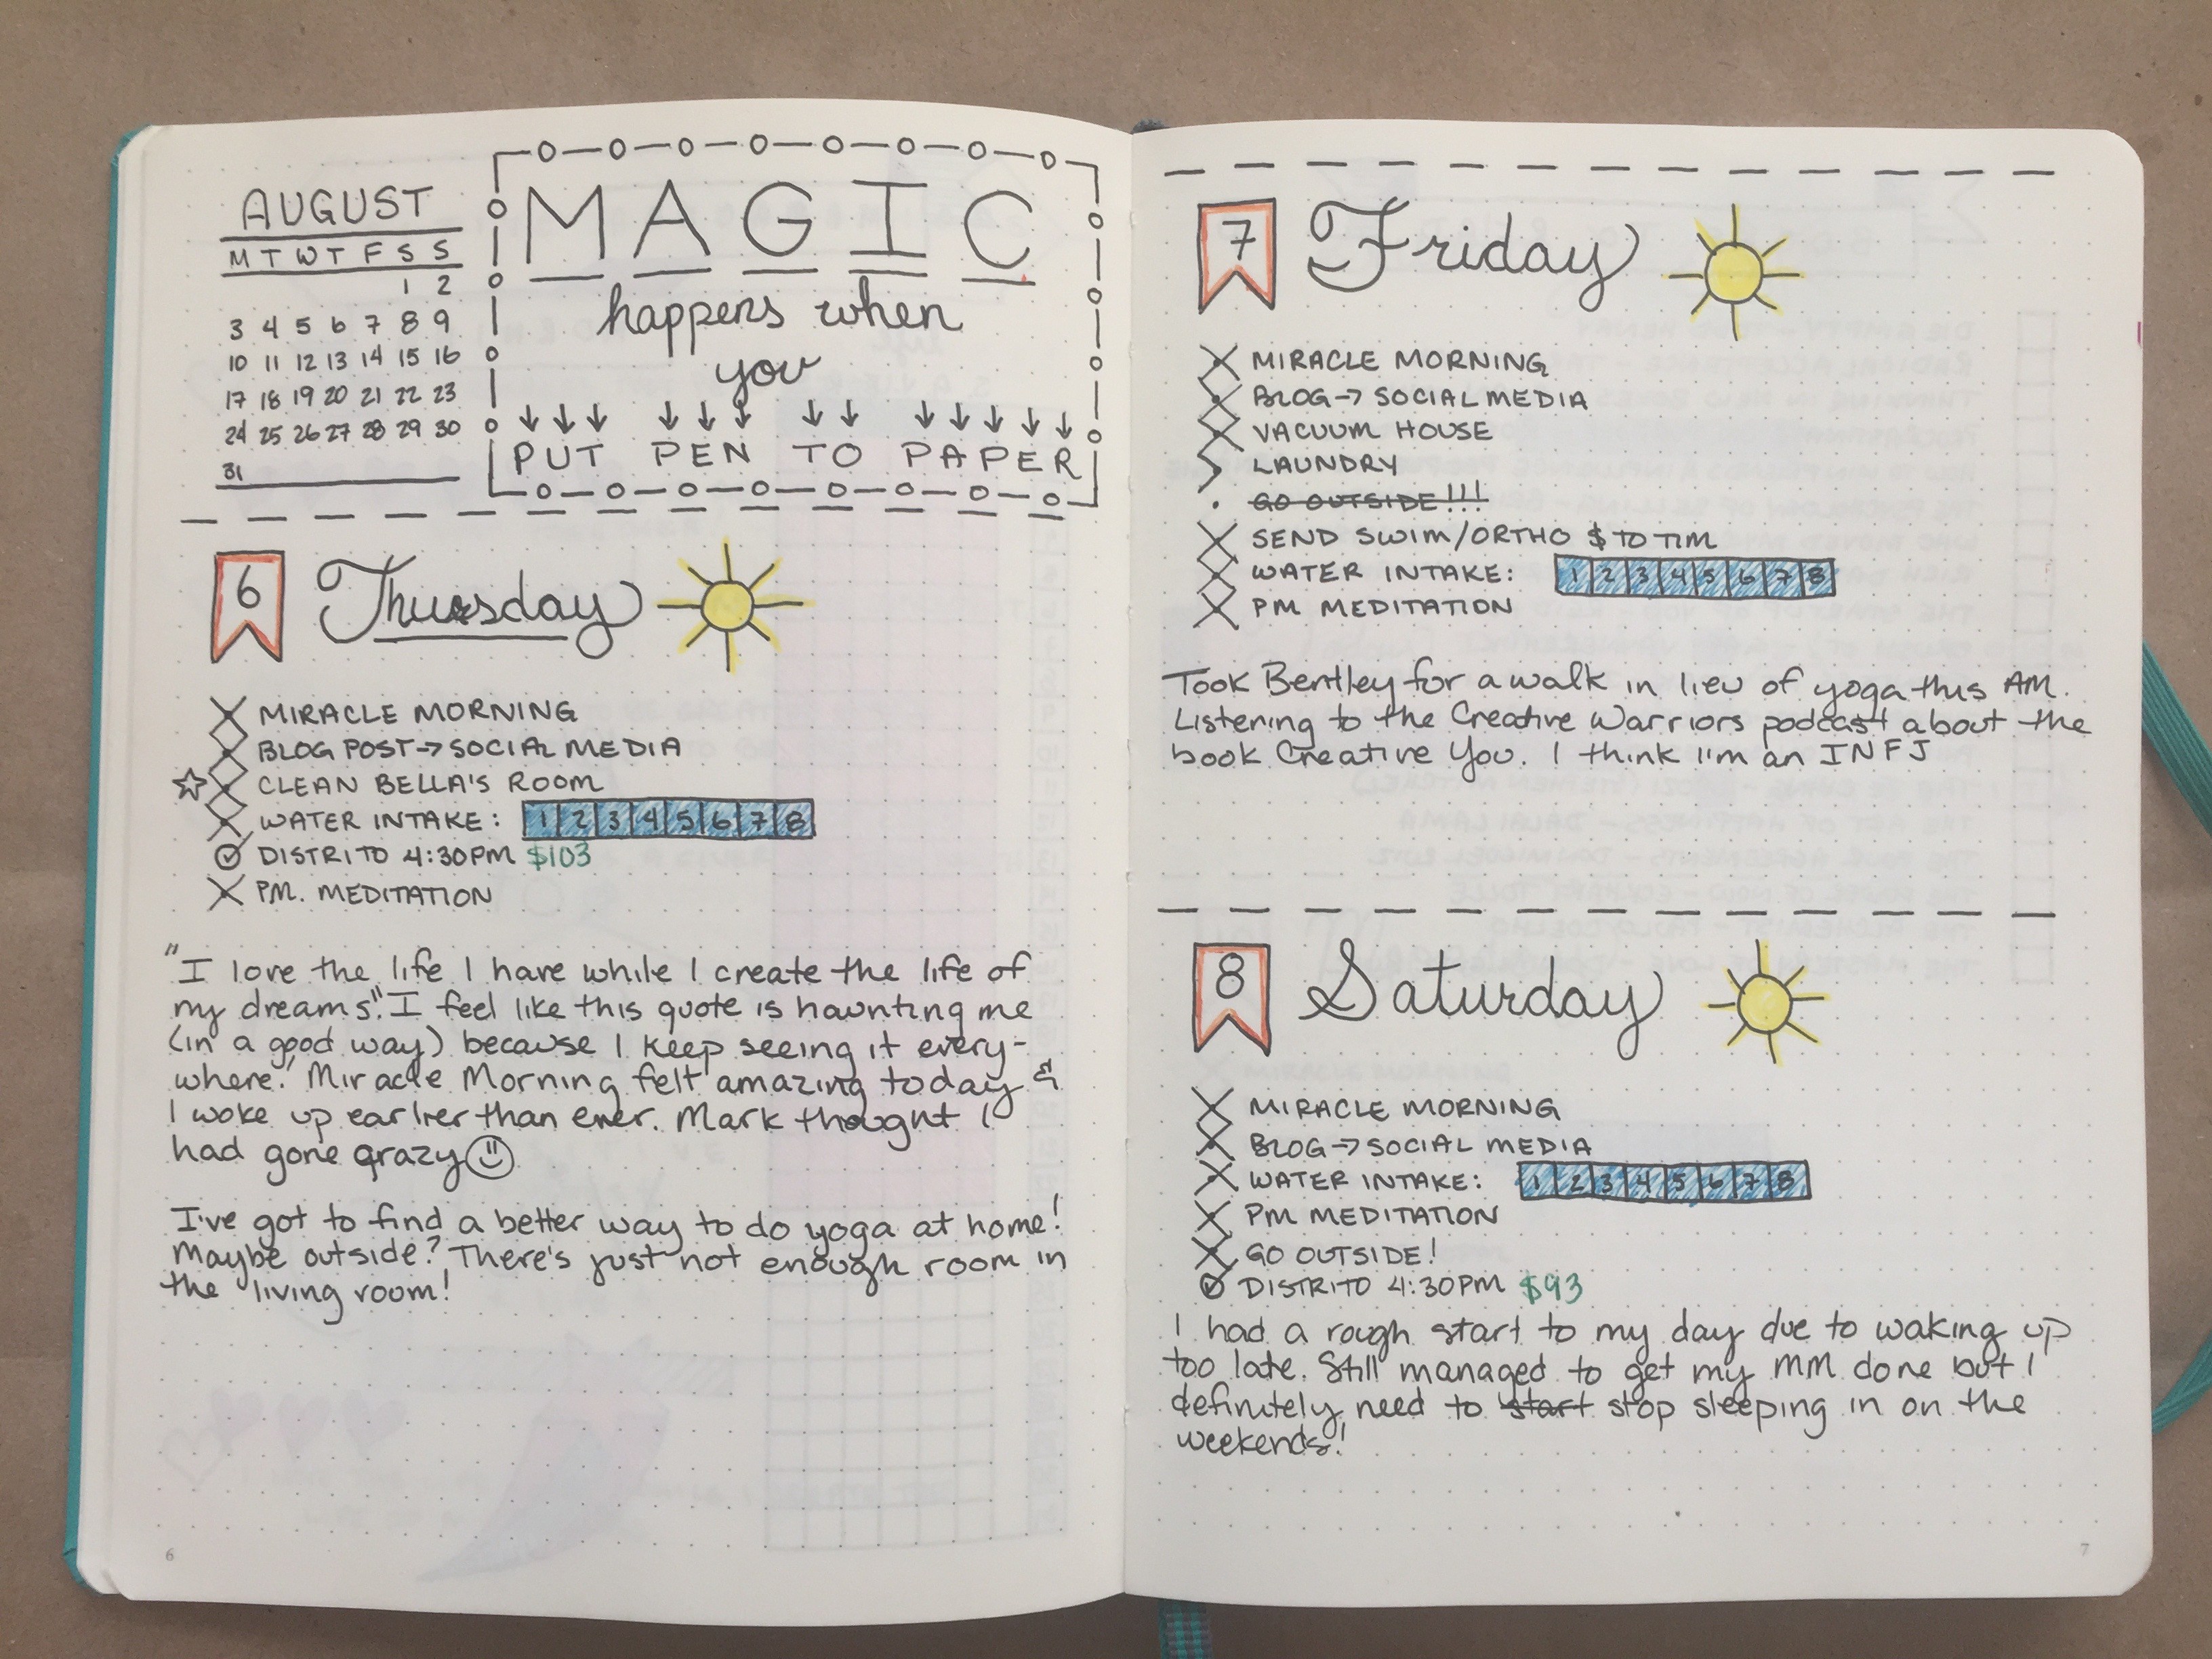 AUGUST
M T W T F S S
1 2
3 4 5 6 7 8 9
10 11 12 13 14 15 16
17 18 19 20 21 22 23
24 25 26 27 28 29 30
31
MAGIC
happens when
you
PUT PEN TO PAPER
6 Thursday
MIRACLE MORNING
BLOG POST → SOCIAL MEDIA
CLEAN BELLA'S ROOM
WATER INTAKE: 1 2 3 4 5 6 7 8
DISTRITO 4:30PM $103
PM. MEDITATION
"I love the life I have while I create the life of
my dreams". I feel like this quote is haunting me
(in a good way) because I keep seeing it every-
where! Miracle Morning felt amazing today &
I woke up earlier than ever. Mark thought I
had gone crazy
I've got to find a better way to do yoga at home!
Maybe outside? There's just not enough room in
the living room!
6
7 Friday
MIRACLE MORNING
BLOG → SOCIAL MEDIA
VACUUM HOUSE
LAUNDRY
GO OUTSIDE!!!
SEND SWIM/ORTHO $ TO TIM
WATER INTAKE: 1 2 3 4 5 6 7 8
PM MEDITATION
Took Bentley for a walk in lieu of yoga this AM.
Listening to the Creative Warriors podcast about the
book Creative You. I think I'm an INFJ
8 Saturday
MIRACLE MORNING
BLOG → SOCIAL MEDIA
WATER INTAKE: 1 2 3 4 5 6 7 8
PM MEDITATION
GO OUTSIDE!
DISTRITO 4:30PM $93
I had a rough start to my day due to waking up
too late. Still managed to get my MM done but I
definitely need to start stop sleeping in on the
weekends!
7